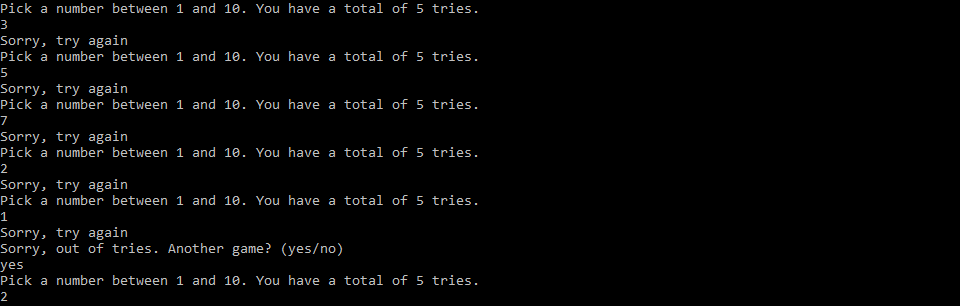 Pick a number between 1 and 10. You have a total of 5 tries.
3
Sorry, try again
Pick a number between 1 and 10. You have a total of 5 tries.
5
Sorry, try again
Pick a number between 1 and 10. You have a total of 5 tries.
7
Sorry, try again
Pick a number between 1 and 10. You have a total of 5 tries.
2
Sorry, try again
Pick a number between 1 and 10. You have a total of 5 tries.
1
Sorry, try again
Sorry, out of tries. Another game? (yes/no)
yes
Pick a number between 1 and 10. You have a total of 5 tries.
2